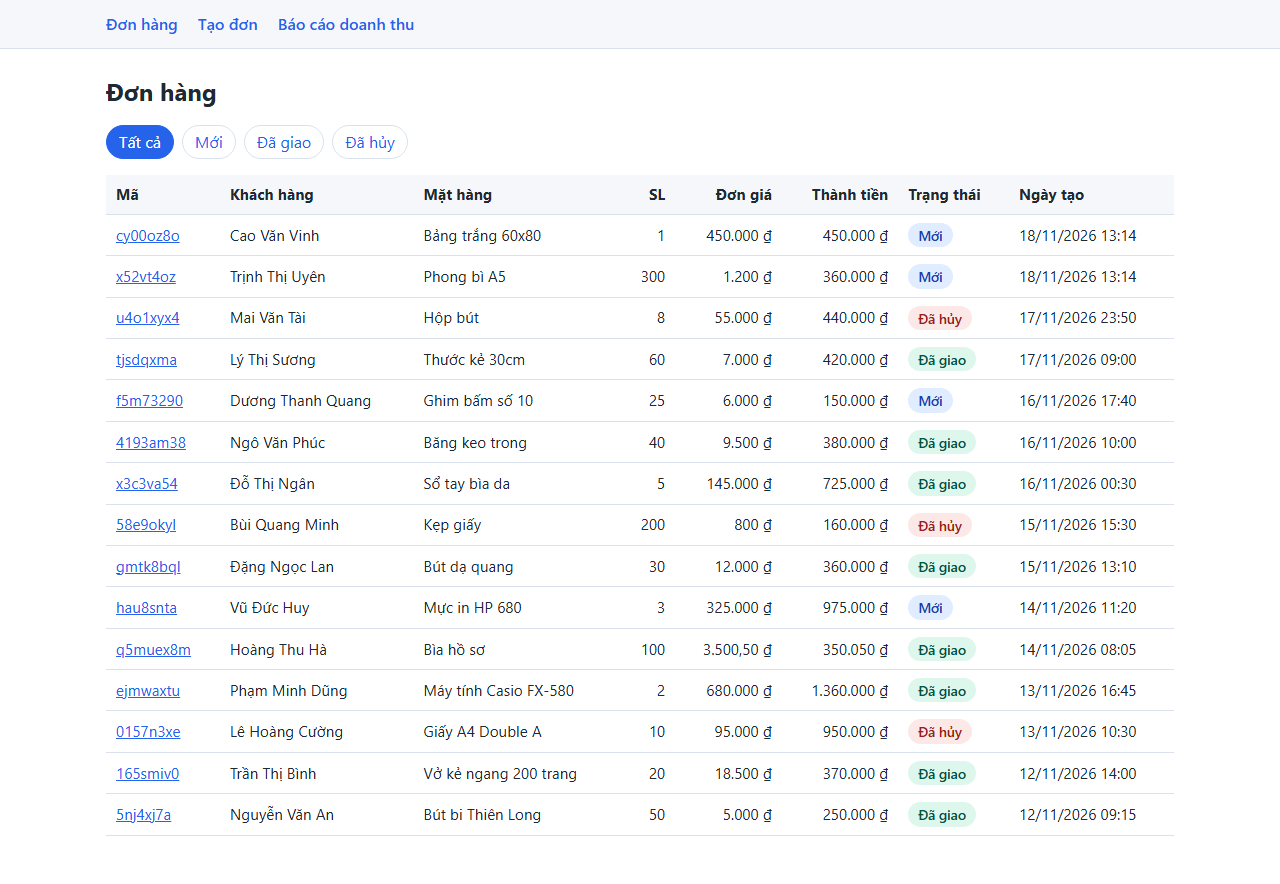 Đơn hàng Tạo đơn Báo cáo doanh thu
Đơn hàng
Tất cả Mới Đã giao Đã hủy
Mã Khách hàng Mặt hàng SL Đơn giá Thành tiền Trạng thái Ngày tạo
cy00oz8o Cao Văn Vinh Bảng trắng 60x80 1 450.000 ₫ 450.000 ₫ Mới 18/11/2026 13:14
x52vt4oz Trịnh Thị Uyên Phong bì A5 300 1.200 ₫ 360.000 ₫ Mới 18/11/2026 13:14
u4o1xyx4 Mai Văn Tài Hộp bút 8 55.000 ₫ 440.000 ₫ Đã hủy 17/11/2026 23:50
tjsdqxma Lý Thị Sương Thước kẻ 30cm 60 7.000 ₫ 420.000 ₫ Đã giao 17/11/2026 09:00
f5m73290 Dương Thanh Quang Ghim bấm số 10 25 6.000 ₫ 150.000 ₫ Mới 16/11/2026 17:40
4193am38 Ngô Văn Phúc Băng keo trong 40 9.500 ₫ 380.000 ₫ Đã giao 16/11/2026 10:00
x3c3va54 Đỗ Thị Ngân Sổ tay bìa da 5 145.000 ₫ 725.000 ₫ Đã giao 16/11/2026 00:30
58e9okyl Bùi Quang Minh Kẹp giấy 200 800 ₫ 160.000 ₫ Đã hủy 15/11/2026 15:30
qmtk8bql Đặng Ngọc Lan Bút dạ quang 30 12.000 ₫ 360.000 ₫ Đã giao 15/11/2026 13:10
hau8snta Vũ Đức Huy Mực in HP 680 3 325.000 ₫ 975.000 ₫ Mới 14/11/2026 11:20
q5muex8m Hoàng Thu Hà Bìa hồ sơ 100 3.500,50 ₫ 350.050 ₫ Đã giao 14/11/2026 08:05
ejmwaxtu Phạm Minh Dũng Máy tính Casio FX-580 2 680.000 ₫ 1.360.000 ₫ Đã giao 13/11/2026 16:45
0157n3xe Lê Hoàng Cường Giấy A4 Double A 10 95.000 ₫ 950.000 ₫ Đã hủy 13/11/2026 10:30
165smiv0 Trần Thị Bình Vở kẻ ngang 200 trang 20 18.500 ₫ 370.000 ₫ Đã giao 12/11/2026 14:00
5nj4xj7a Nguyễn Văn An Bút bi Thiên Long 50 5.000 ₫ 250.000 ₫ Đã giao 12/11/2026 09:15